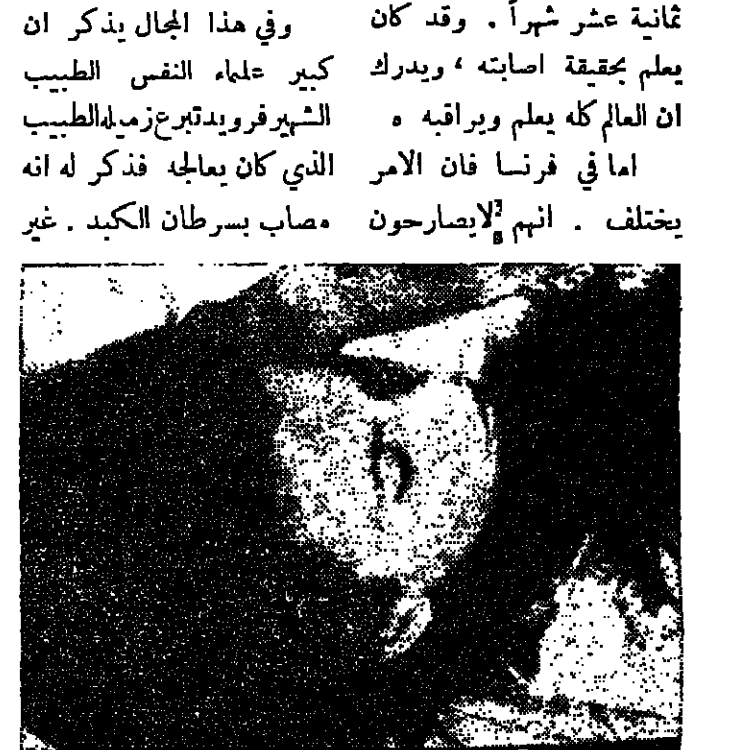 ثمانية عشر شهراً . وقد كان
يعلم بحقيقة اصابته ، ويدرك
ان العالم كله يعلم ويراقبه ه
اما في فرنسا فان الامر
يختلف . انهم لايصارحون
وفي هذا المجال يذكر ان
كبير علماء النفس الطبيب
الشهير فرويد تبرع زميله الطبيب
الذي كان يعالجه فذكر له انه
مصاب بسرطان الكبد . غير